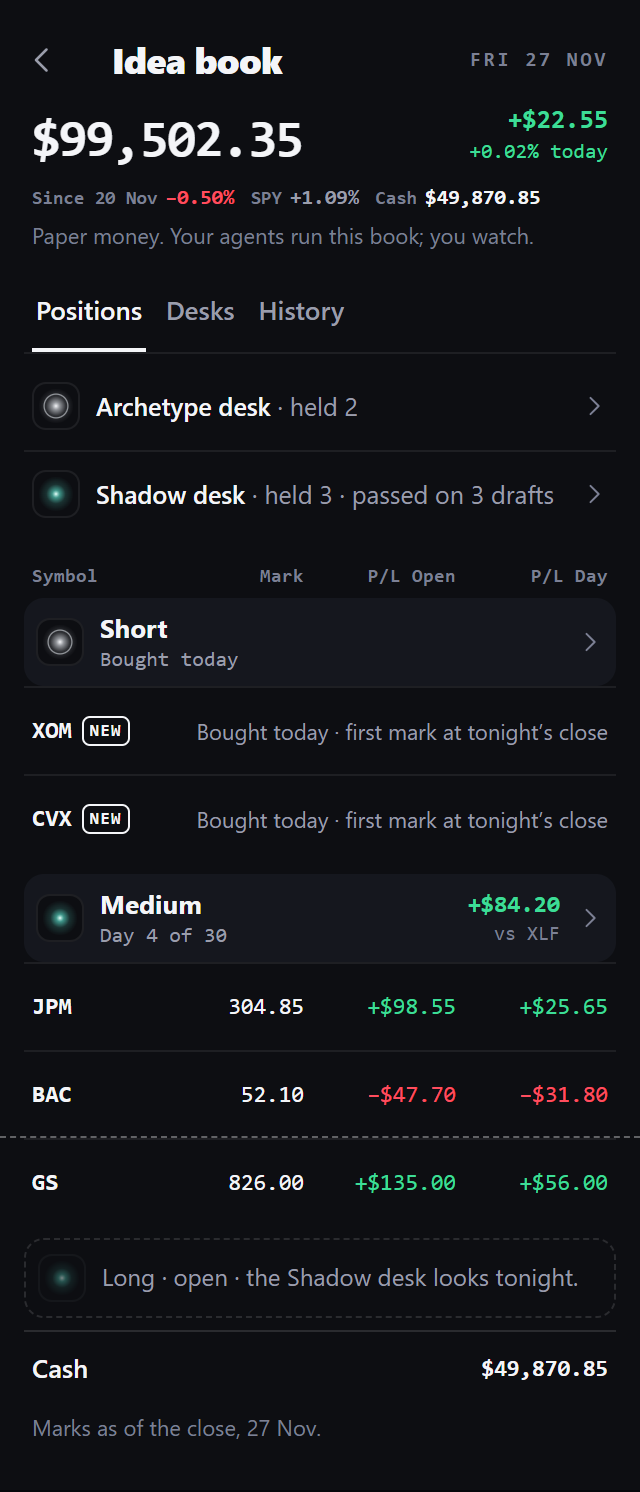 Idea book
FRI 27 NOV
$99,502.35
+$22.55
+0.02% today
Since 20 Nov −0.50% SPY +1.09% Cash $49,870.85
Paper money. Your agents run this book; you watch.
Positions Desks History
Archetype desk · held 2
Shadow desk · held 3 · passed on 3 drafts
Symbol Mark P/L Open P/L Day
Short
Bought today
XOM NEW Bought today · first mark at tonight’s close
CVX NEW Bought today · first mark at tonight’s close
Medium
Day 4 of 30
+$84.20
vs XLF
JPM 304.85 +$98.55 +$25.65
BAC 52.10 −$47.70 −$31.80
GS 826.00 +$135.00 +$56.00
Long · open · the Shadow desk looks tonight.
Cash $49,870.85
Marks as of the close, 27 Nov.